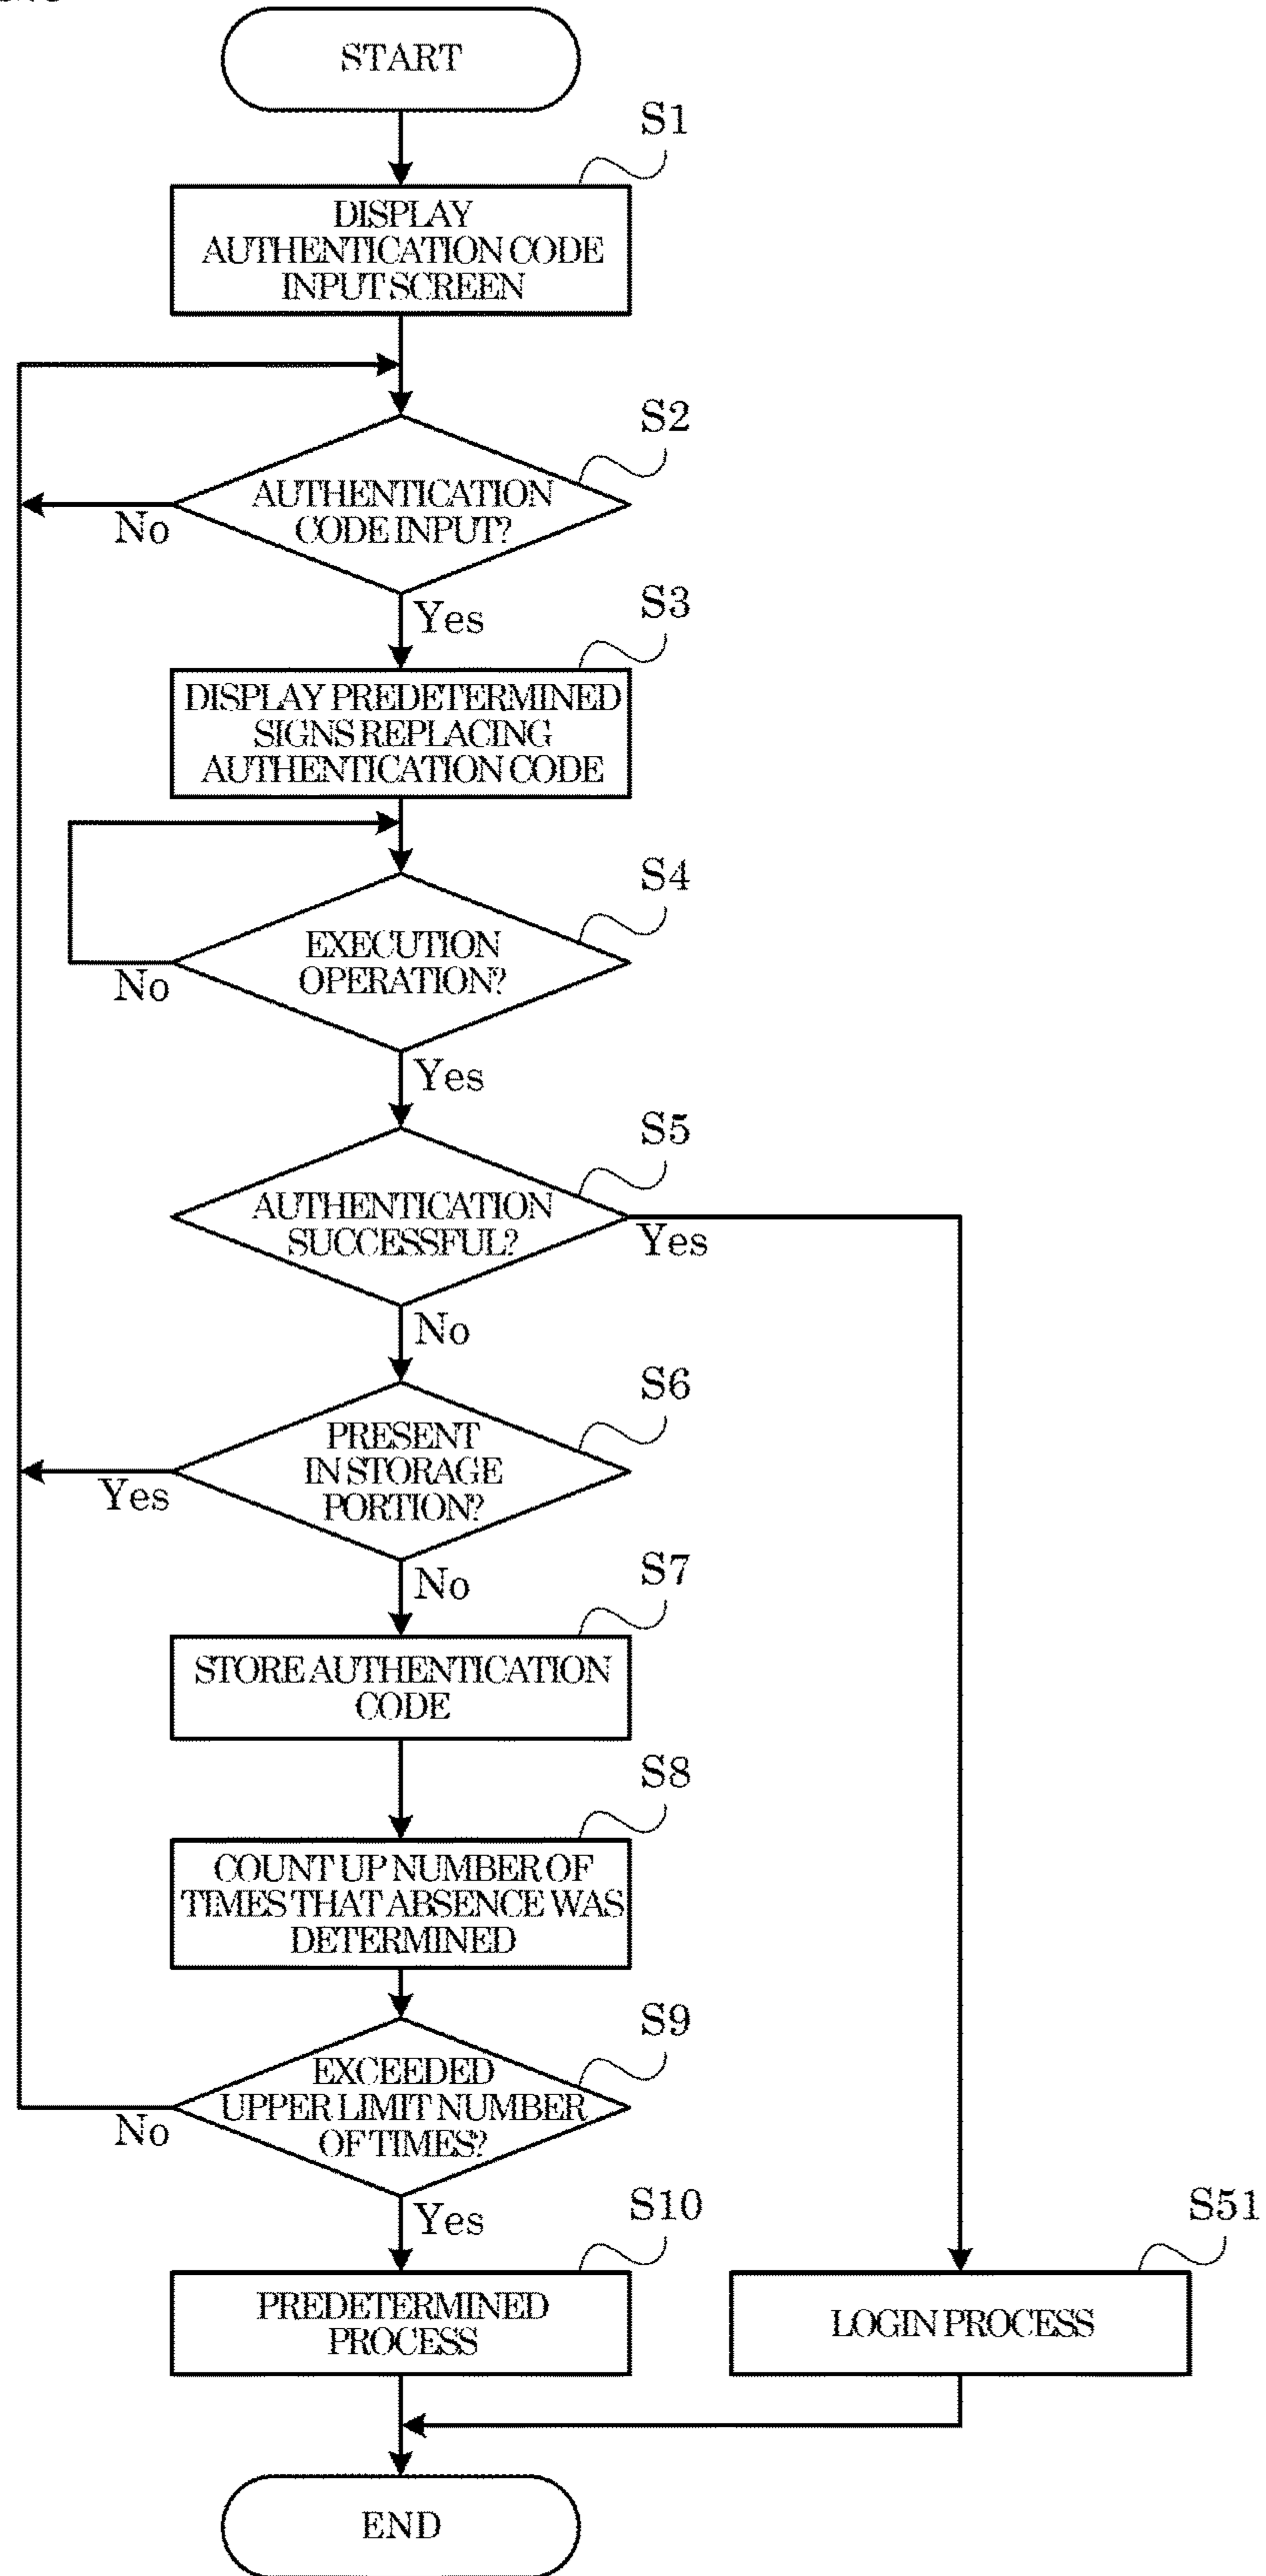 START
S1
DISPLAY
AUTHENTICATION CODE
INPUT SCREEN
S2
AUTHENTICATION
CODE INPUT?
No
Yes
S3
DISPLAY PREDETERMINED
SIGNS REPLACING
AUTHENTICATION CODE
S4
EXECUTION
OPERATION?
No
Yes
S5
AUTHENTICATION
SUCCESSFUL?
Yes
No
S6
PRESENT
IN STORAGE
PORTION?
Yes
No
S7
STORE AUTHENTICATION
CODE
S8
COUNT UP NUMBER OF
TIMES THAT ABSENCE WAS
DETERMINED
S9
EXCEEDED
UPPER LIMIT NUMBER
OF TIMES?
No
Yes
S10
PREDETERMINED
PROCESS
S51
LOGIN PROCESS
END